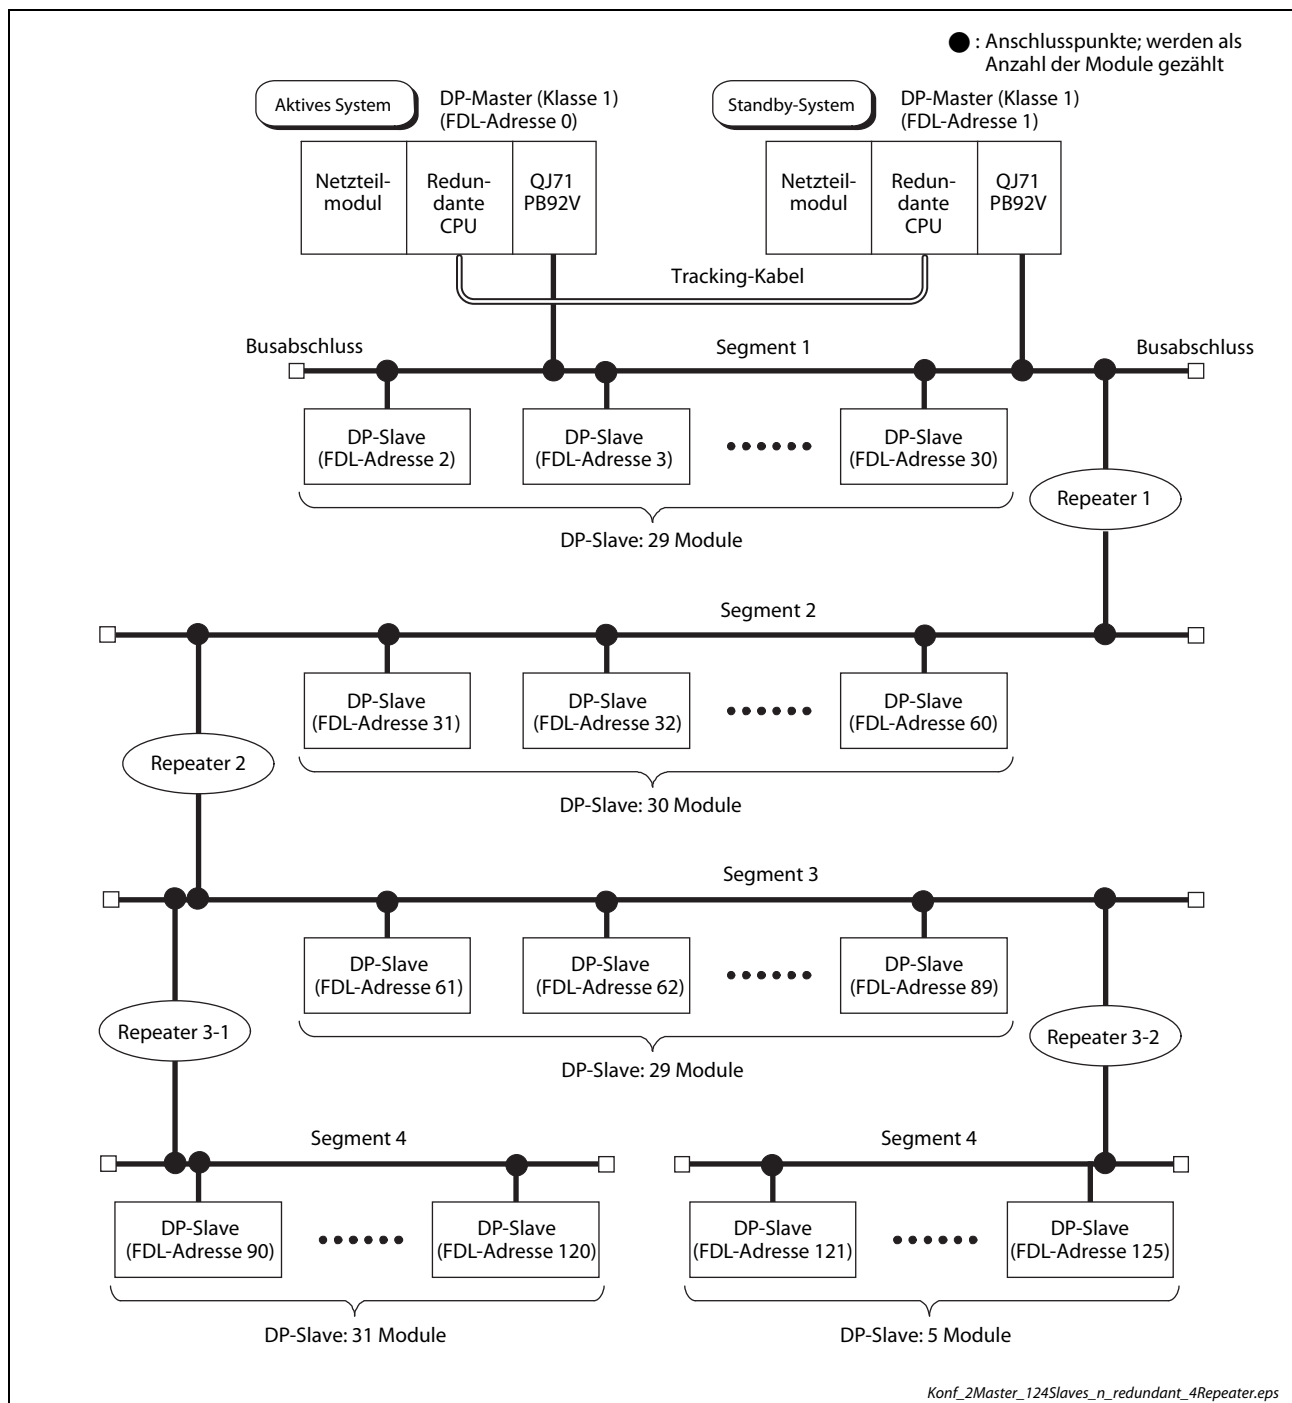 : Anschlusspunkte; werden als
Anzahl der Module gezählt
Aktives System
DP-Master (Klasse 1)
(FDL-Adresse 0)
Standby-System
DP-Master (Klasse 1)
(FDL-Adresse 1)
Netzteil-
modul
Redun-
dante
CPU
QJ71
PB92V
Netzteil-
modul
Redun-
dante
CPU
QJ71
PB92V
Tracking-Kabel
Busabschluss
Segment 1
Busabschluss
DP-Slave
(FDL-Adresse 2)
DP-Slave
(FDL-Adresse 3)
DP-Slave
(FDL-Adresse 30)
Repeater 1
DP-Slave: 29 Module
Segment 2
DP-Slave
(FDL-Adresse 31)
DP-Slave
(FDL-Adresse 32)
DP-Slave
(FDL-Adresse 60)
Repeater 2
DP-Slave: 30 Module
Segment 3
DP-Slave
(FDL-Adresse 61)
DP-Slave
(FDL-Adresse 62)
DP-Slave
(FDL-Adresse 89)
Repeater 3-1
Repeater 3-2
DP-Slave: 29 Module
Segment 4
Segment 4
DP-Slave
(FDL-Adresse 90)
DP-Slave
(FDL-Adresse 120)
DP-Slave
(FDL-Adresse 121)
DP-Slave
(FDL-Adresse 125)
DP-Slave: 31 Module
DP-Slave: 5 Module
Konf_2Master_124Slaves_n_redundant_4Repeater.eps